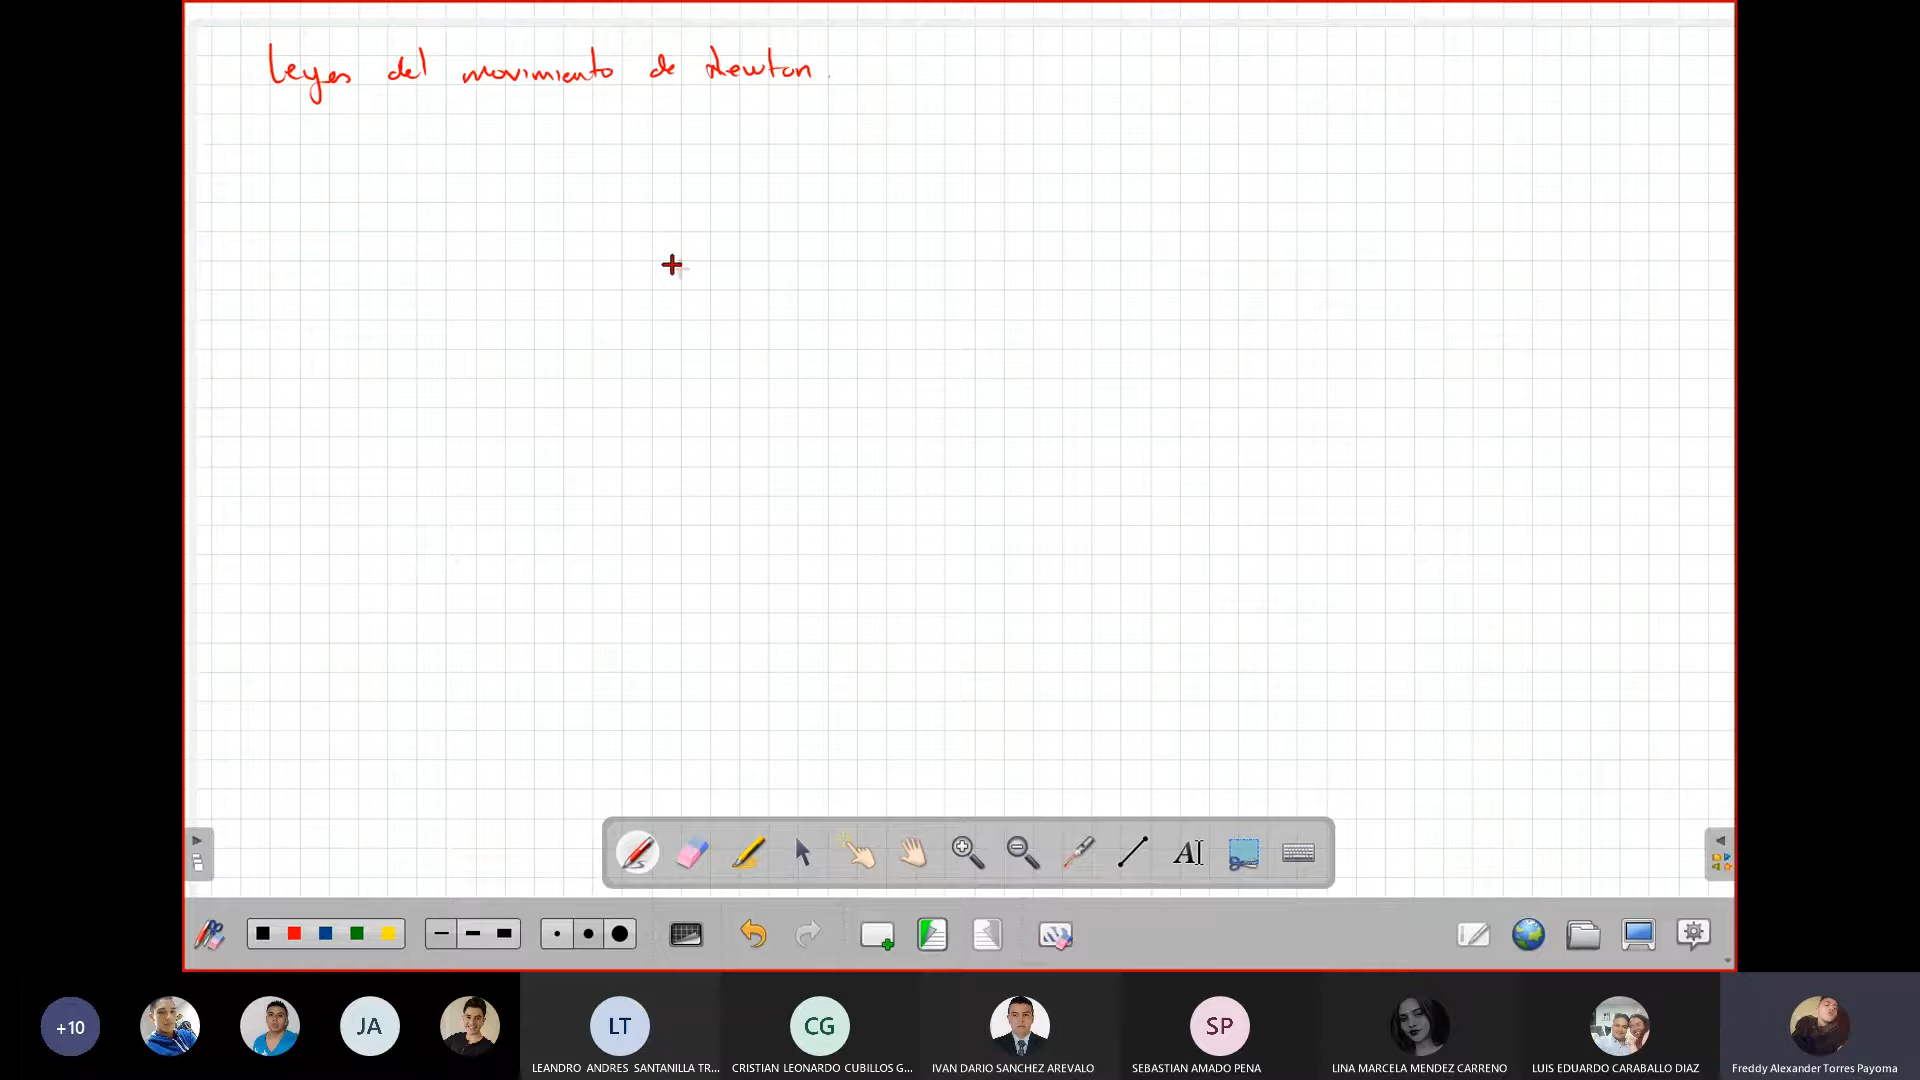 Leyes del movimiento de Newton
+10
JA
LT
CG
SP
LEANDRO ANDRES SANTANILLA TR...
CRISTIAN LEONARDO CUBILLOS G...
IVAN DARIO SANCHEZ AREVALO
SEBASTIAN AMADO PENA
LINA MARCELA MENDEZ CARRENO
LUIS EDUARDO CARABALLO DIAZ
Freddy Alexander Torres Payoma